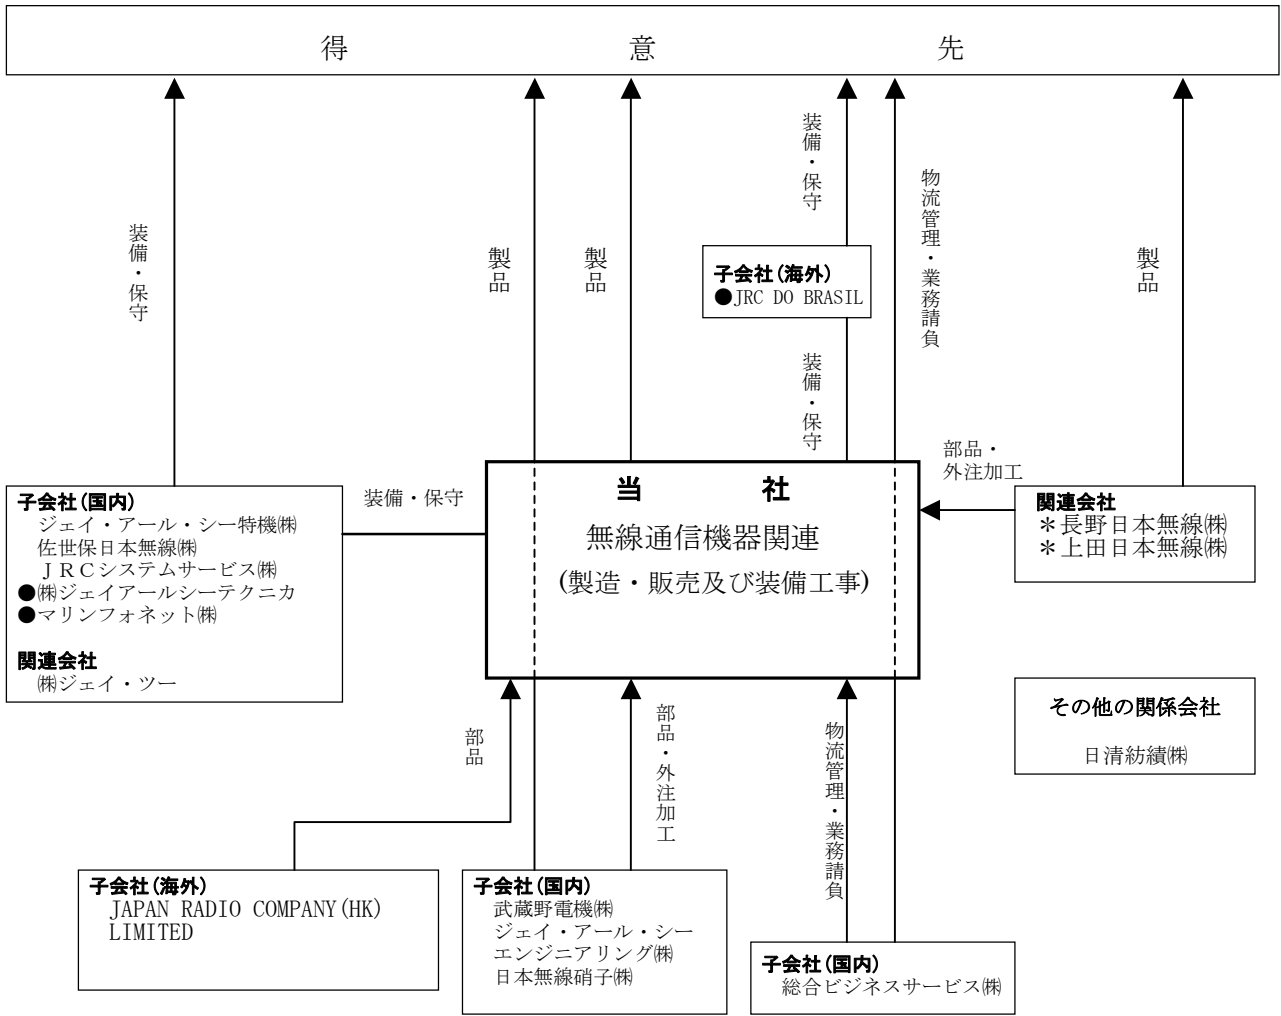 得意先
装備・保守
製品
製品
装備・保守
物流管理・業務請負
製品
子会社(海外)
●JRC DO BRASIL
装備・保守
部品・
外注加工
子会社(国内)
ジェイ・アール・シー特機㈱
佐世保日本無線㈱
ＪＲＣシステムサービス㈱
●㈱ジェイアールシーテクニカ
●マリンフォネット㈱
関連会社
㈱ジェイ・ツー
装備・保守
当社
無線通信機器関連
(製造・販売及び装備工事)
関連会社
＊長野日本無線㈱
＊上田日本無線㈱
その他の関係会社
日清紡績㈱
部品
部品・外注加工
物流管理・業務請負
子会社(海外)
JAPAN RADIO COMPANY(HK)
LIMITED
子会社(国内)
武蔵野電機㈱
ジェイ・アール・シー
エンジニアリング㈱
日本無線硝子㈱
子会社(国内)
総合ビジネスサービス㈱